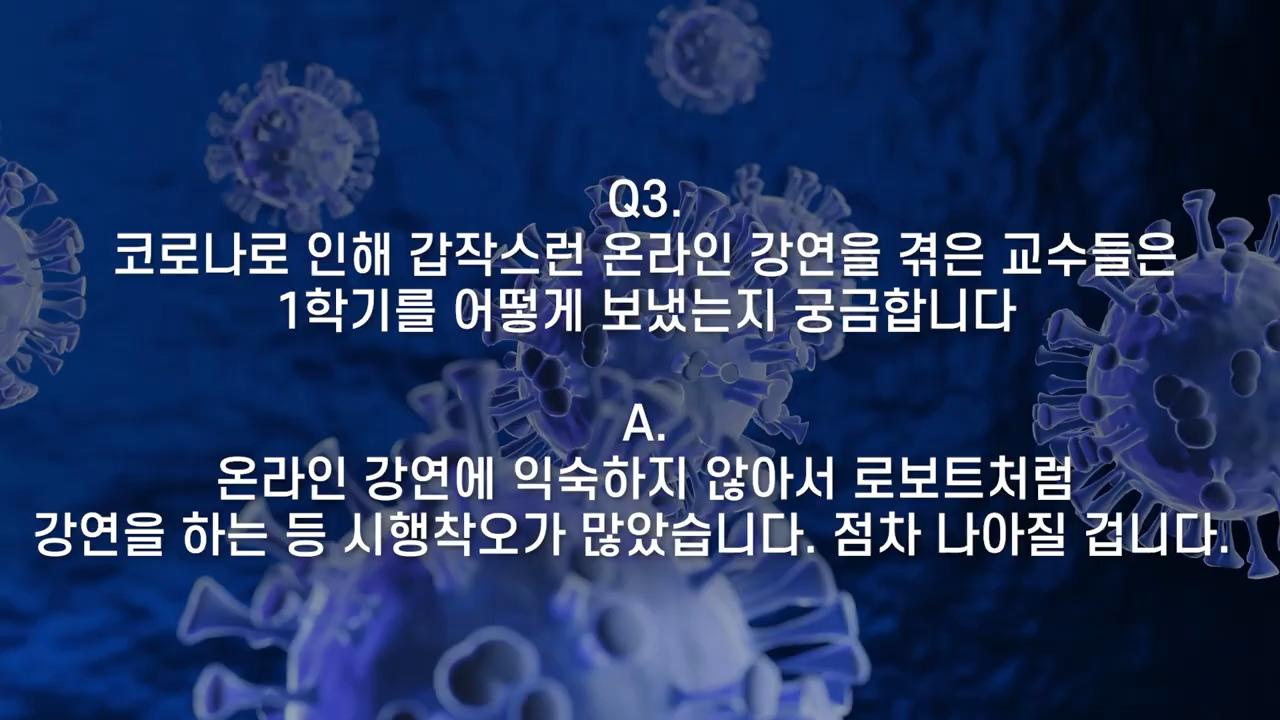 Q3.
코로나로 인해 갑작스런 온라인 강연을 겪은 교수들은
1학기를 어떻게 보냈는지 궁금합니다
A.
온라인 강연에 익숙하지 않아서 로보트처럼
강연을 하는 등 시행착오가 많았습니다. 점차 나아질 겁니다.